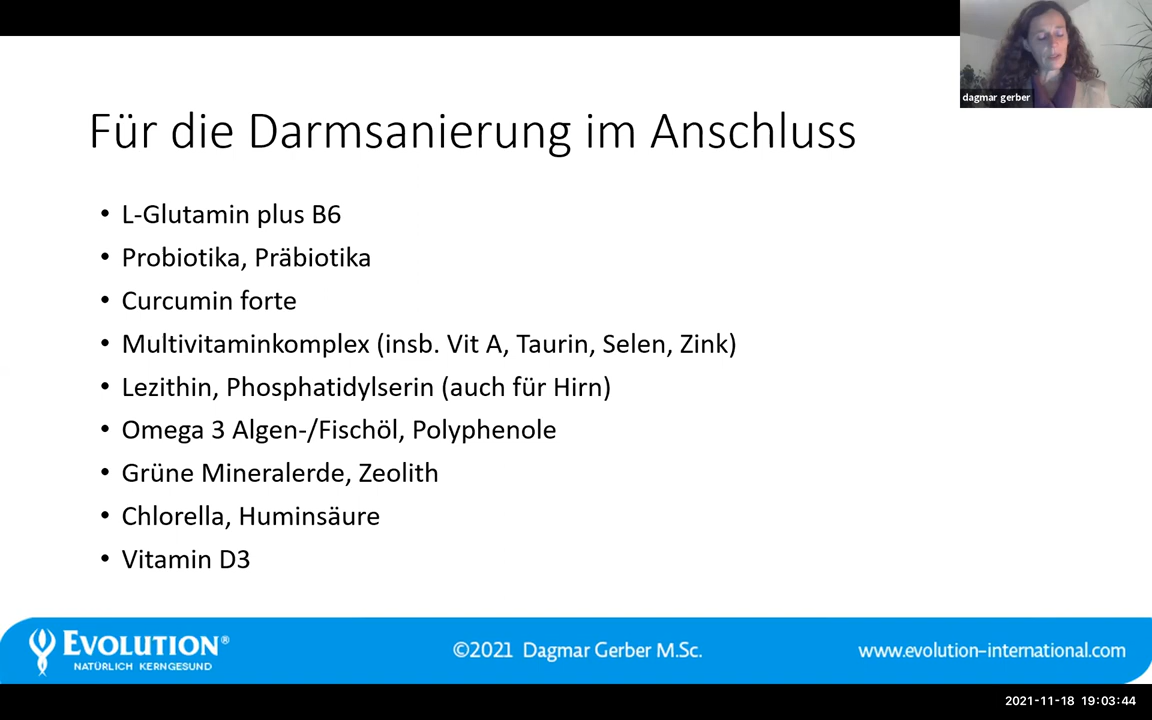 dagmar gerber
Für die Darmsanierung im Anschluss
• L-Glutamin plus B6
• Probiotika, Präbiotika
• Curcumin forte
• Multivitaminkomplex (insb. Vit A, Taurin, Selen, Zink)
• Lezithin, Phosphatidylserin (auch für Hirn)
• Omega 3 Algen-/Fischöl, Polyphenole
• Grüne Mineralerde, Zeolith
• Chlorella, Huminsäure
• Vitamin D3
EVOLUTION®
NATÜRLICH KERNGESUND
©2021 Dagmar Gerber M.Sc.
www.evolution-international.com
2021-11-18 19:03:44